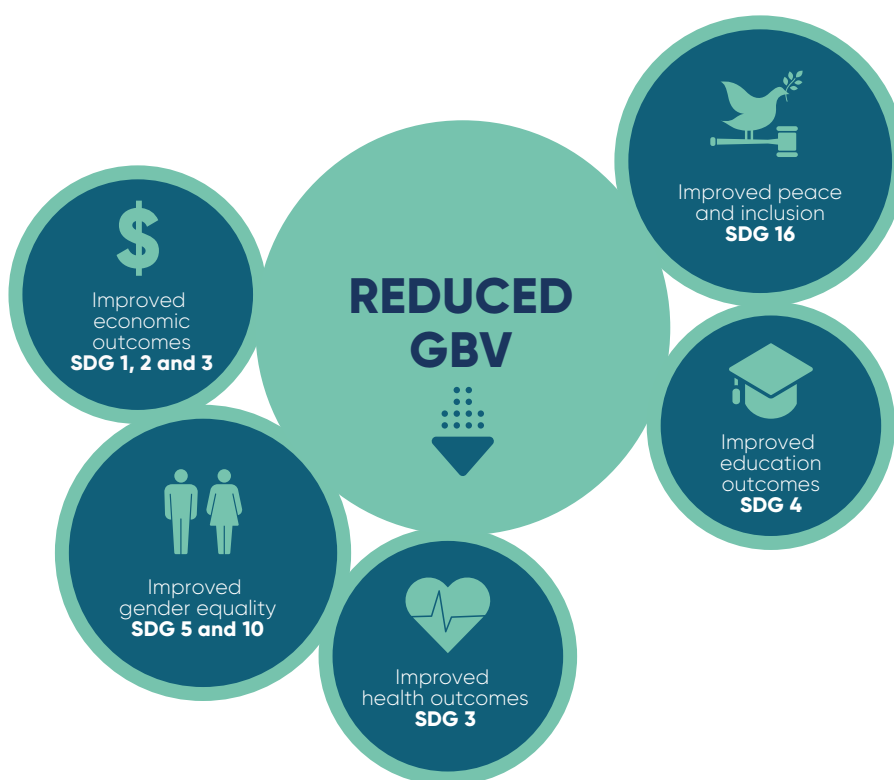 REDUCED
GBV
Improved peace
and inclusion
SDG 16
Improved
education
outcomes
SDG 4
Improved
health outcomes
SDG 3
Improved
gender equality
SDG 5 and 10
Improved
economic
outcomes
SDG 1, 2 and 3